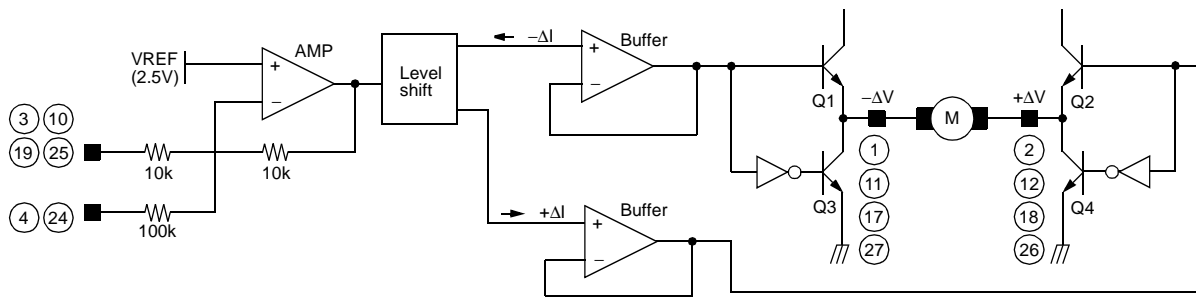 VREF
(2.5V)
AMP
+
−
3 10
19 25
10k
10k
4 24
100k
Level
shift
−ΔI
Buffer
+
−
+ΔI
Buffer
+
−
Q1
−ΔV
M
+ΔV
Q2
Q3
Q4
1
11
17
27
2
12
18
26